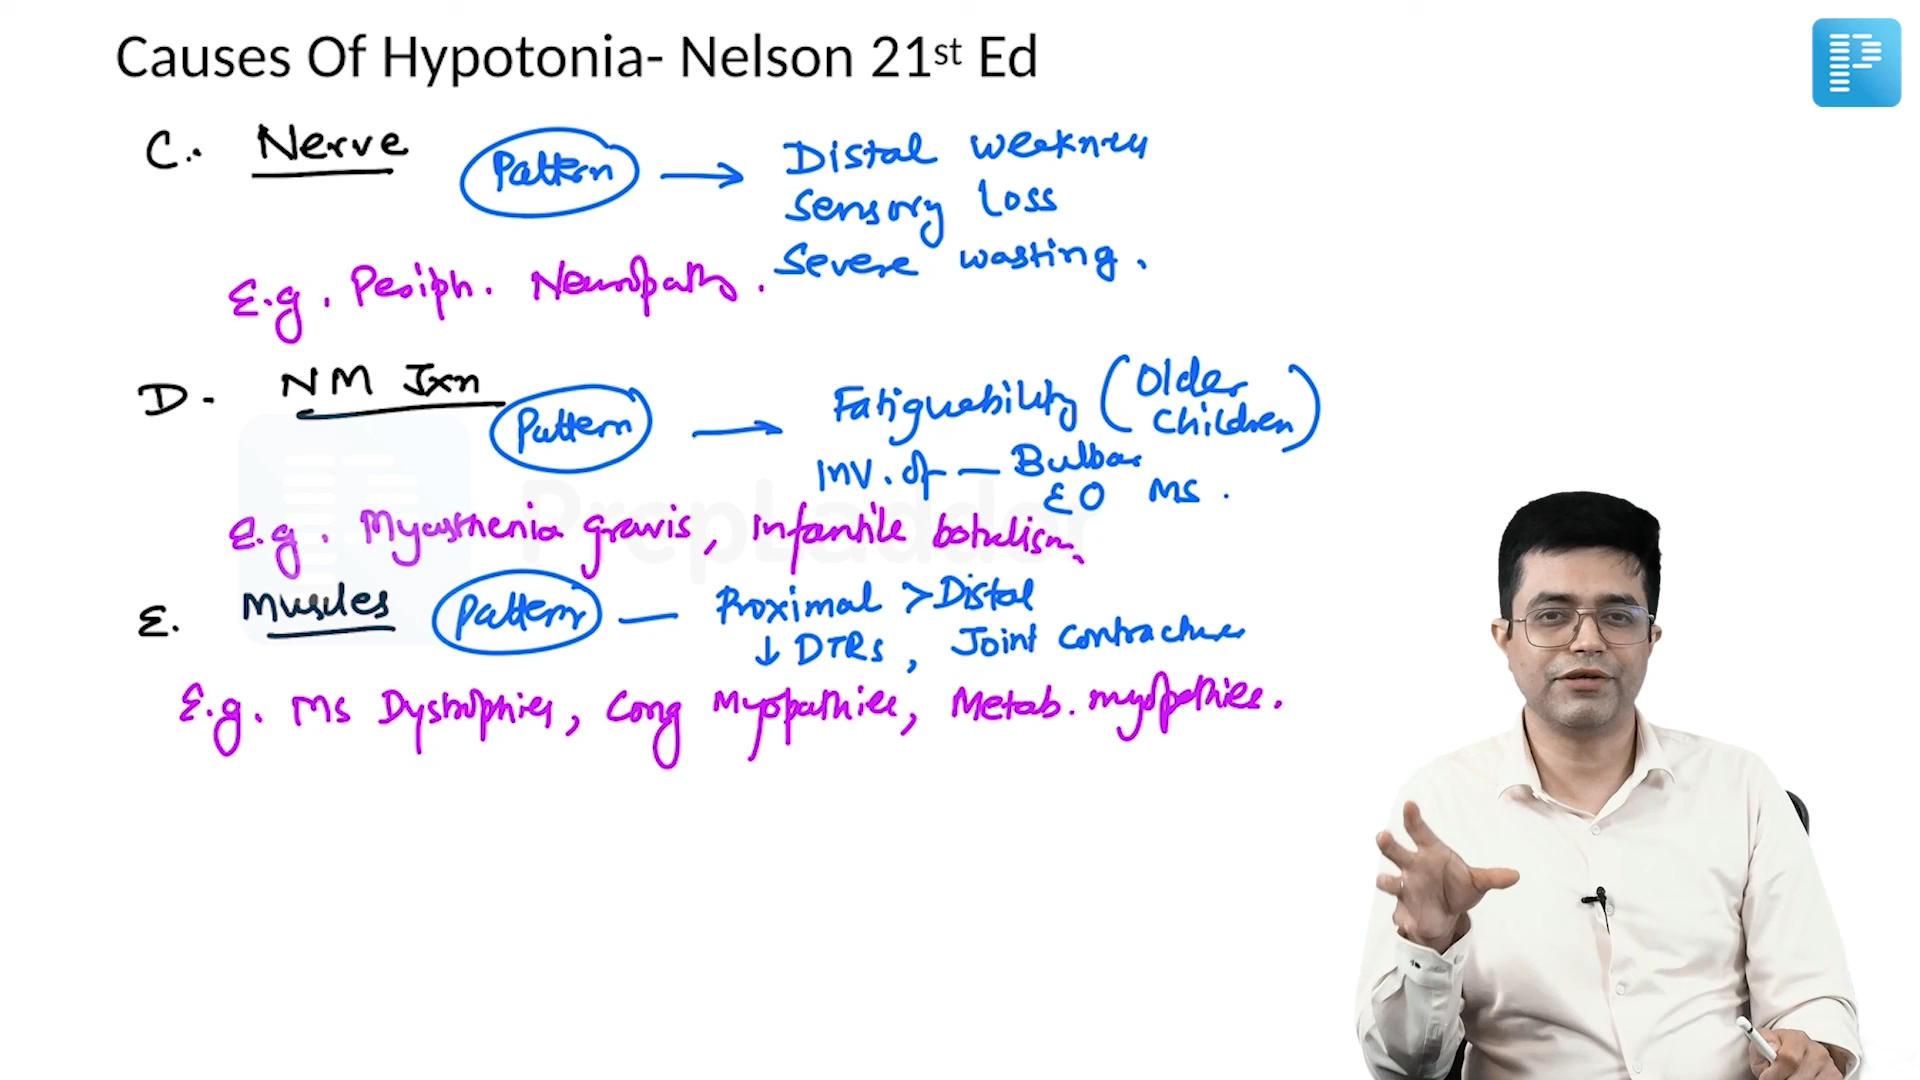 Causes Of Hypotonia- Nelson 21st Ed
C. Nerve Pattern → Distal weakness
Sensory Loss
Severe wasting.
E.g. Periph. Neuropathy.
D - NM Jxn Pattern → Fatiguability (Older Children)
Inv. of — Bulbar
EO Ms.
E.g. Myasthenia gravis, Infantile botulism
E. Muscles Pattern — Proximal > Distal
↓ DTRs, Joint contractures
E.g. Ms Dystrophies, Cong Myopathies, Metab. myopathies.
PrepLadder